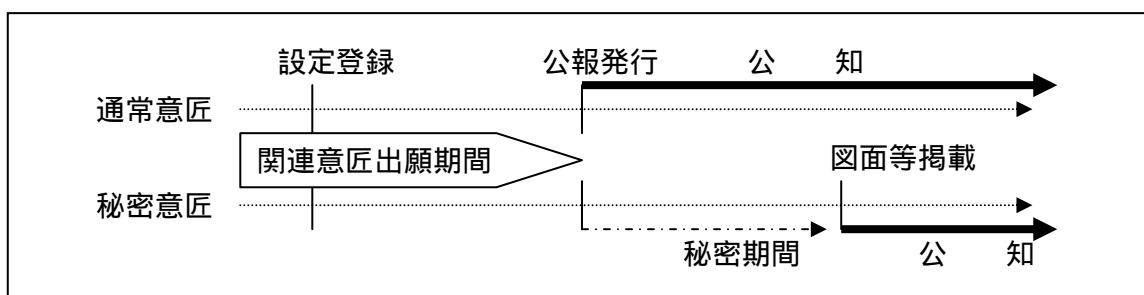 設定登録 公報発行 公 知
通常意匠
関連意匠出願期間 図面等掲載
秘密意匠
秘密期間 公 知